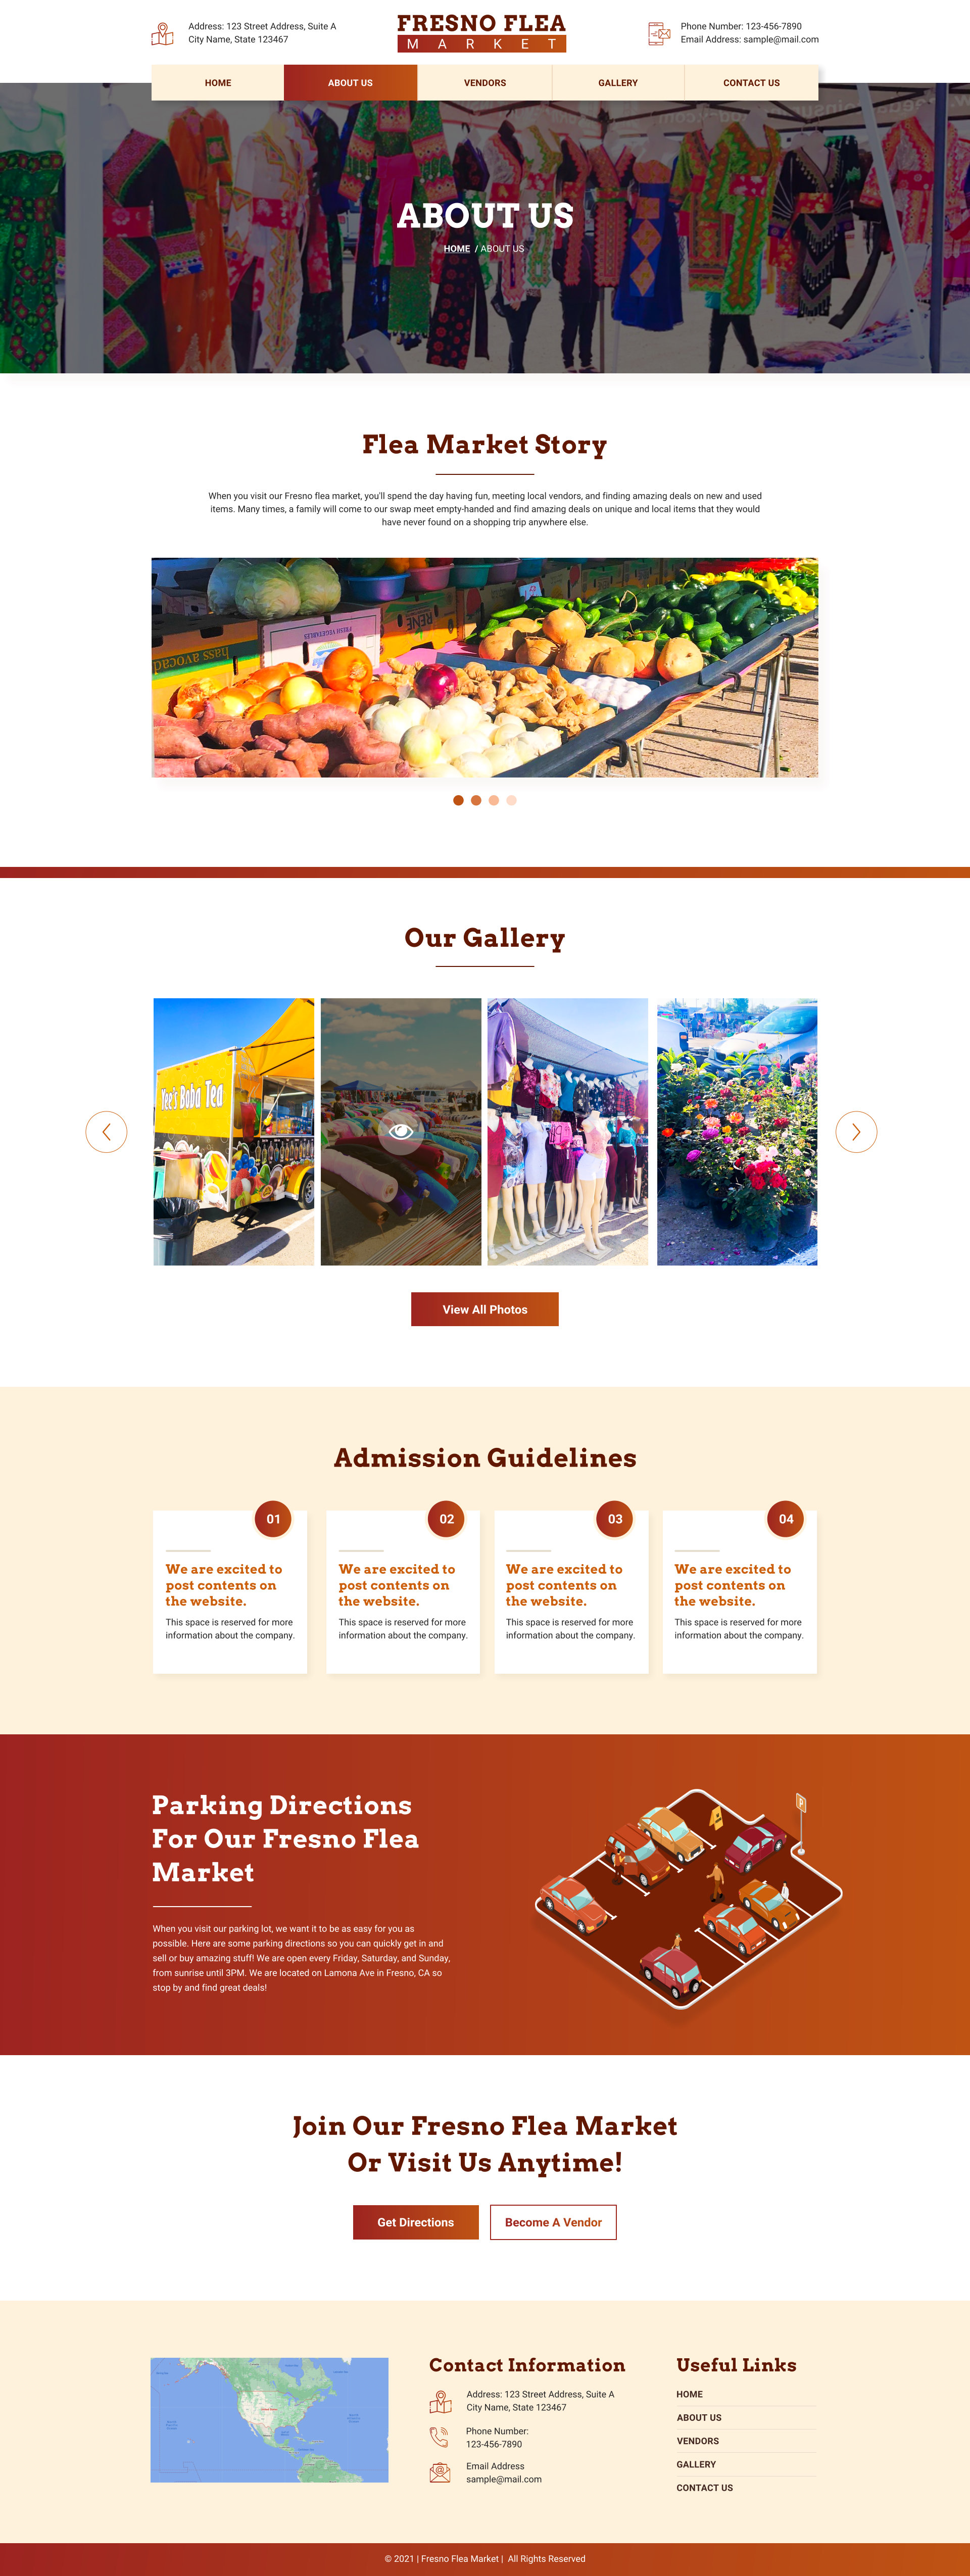 Address: 123 Street Address, Suite A
City Name, State 123467
FRESNO FLEA
MARKET
Phone Number: 123-456-7890
Email Address: sample@mail.com
HOME
ABOUT US
VENDORS
GALLERY
CONTACT US
ABOUT US
HOME / ABOUT US
Flea Market Story
When you visit our Fresno flea market, you'll spend the day having fun, meeting local vendors, and finding amazing deals on new and used
items. Many times, a family will come to our swap meet empty-handed and find amazing deals on unique and local items that they would
have never found on a shopping trip anywhere else.
RENE
FRESH VEGETABLES
hass avocad
Our Gallery
Yee's Boba Tea
View All Photos
Admission Guidelines
01
We are excited to
post contents on
the website.
This space is reserved for more
information about the company.
02
We are excited to
post contents on
the website.
This space is reserved for more
information about the company.
03
We are excited to
post contents on
the website.
This space is reserved for more
information about the company.
04
We are excited to
post contents on
the website.
This space is reserved for more
information about the company.
Parking Directions
For Our Fresno Flea
Market
When you visit our parking lot, we want it to be as easy for you as
possible. Here are some parking directions so you can quickly get in and
sell or buy amazing stuff! We are open every Friday, Saturday, and Sunday,
from sunrise until 3PM. We are located on Lamona Ave in Fresno, CA so
stop by and find great deals!
P
Join Our Fresno Flea Market
Or Visit Us Anytime!
Get Directions
Become A Vendor
Contact Information
Address: 123 Street Address, Suite A
City Name, State 123467
Phone Number:
123-456-7890
Email Address
sample@mail.com
Useful Links
HOME
ABOUT US
VENDORS
GALLERY
CONTACT US
© 2021 | Fresno Flea Market | All Rights Reserved